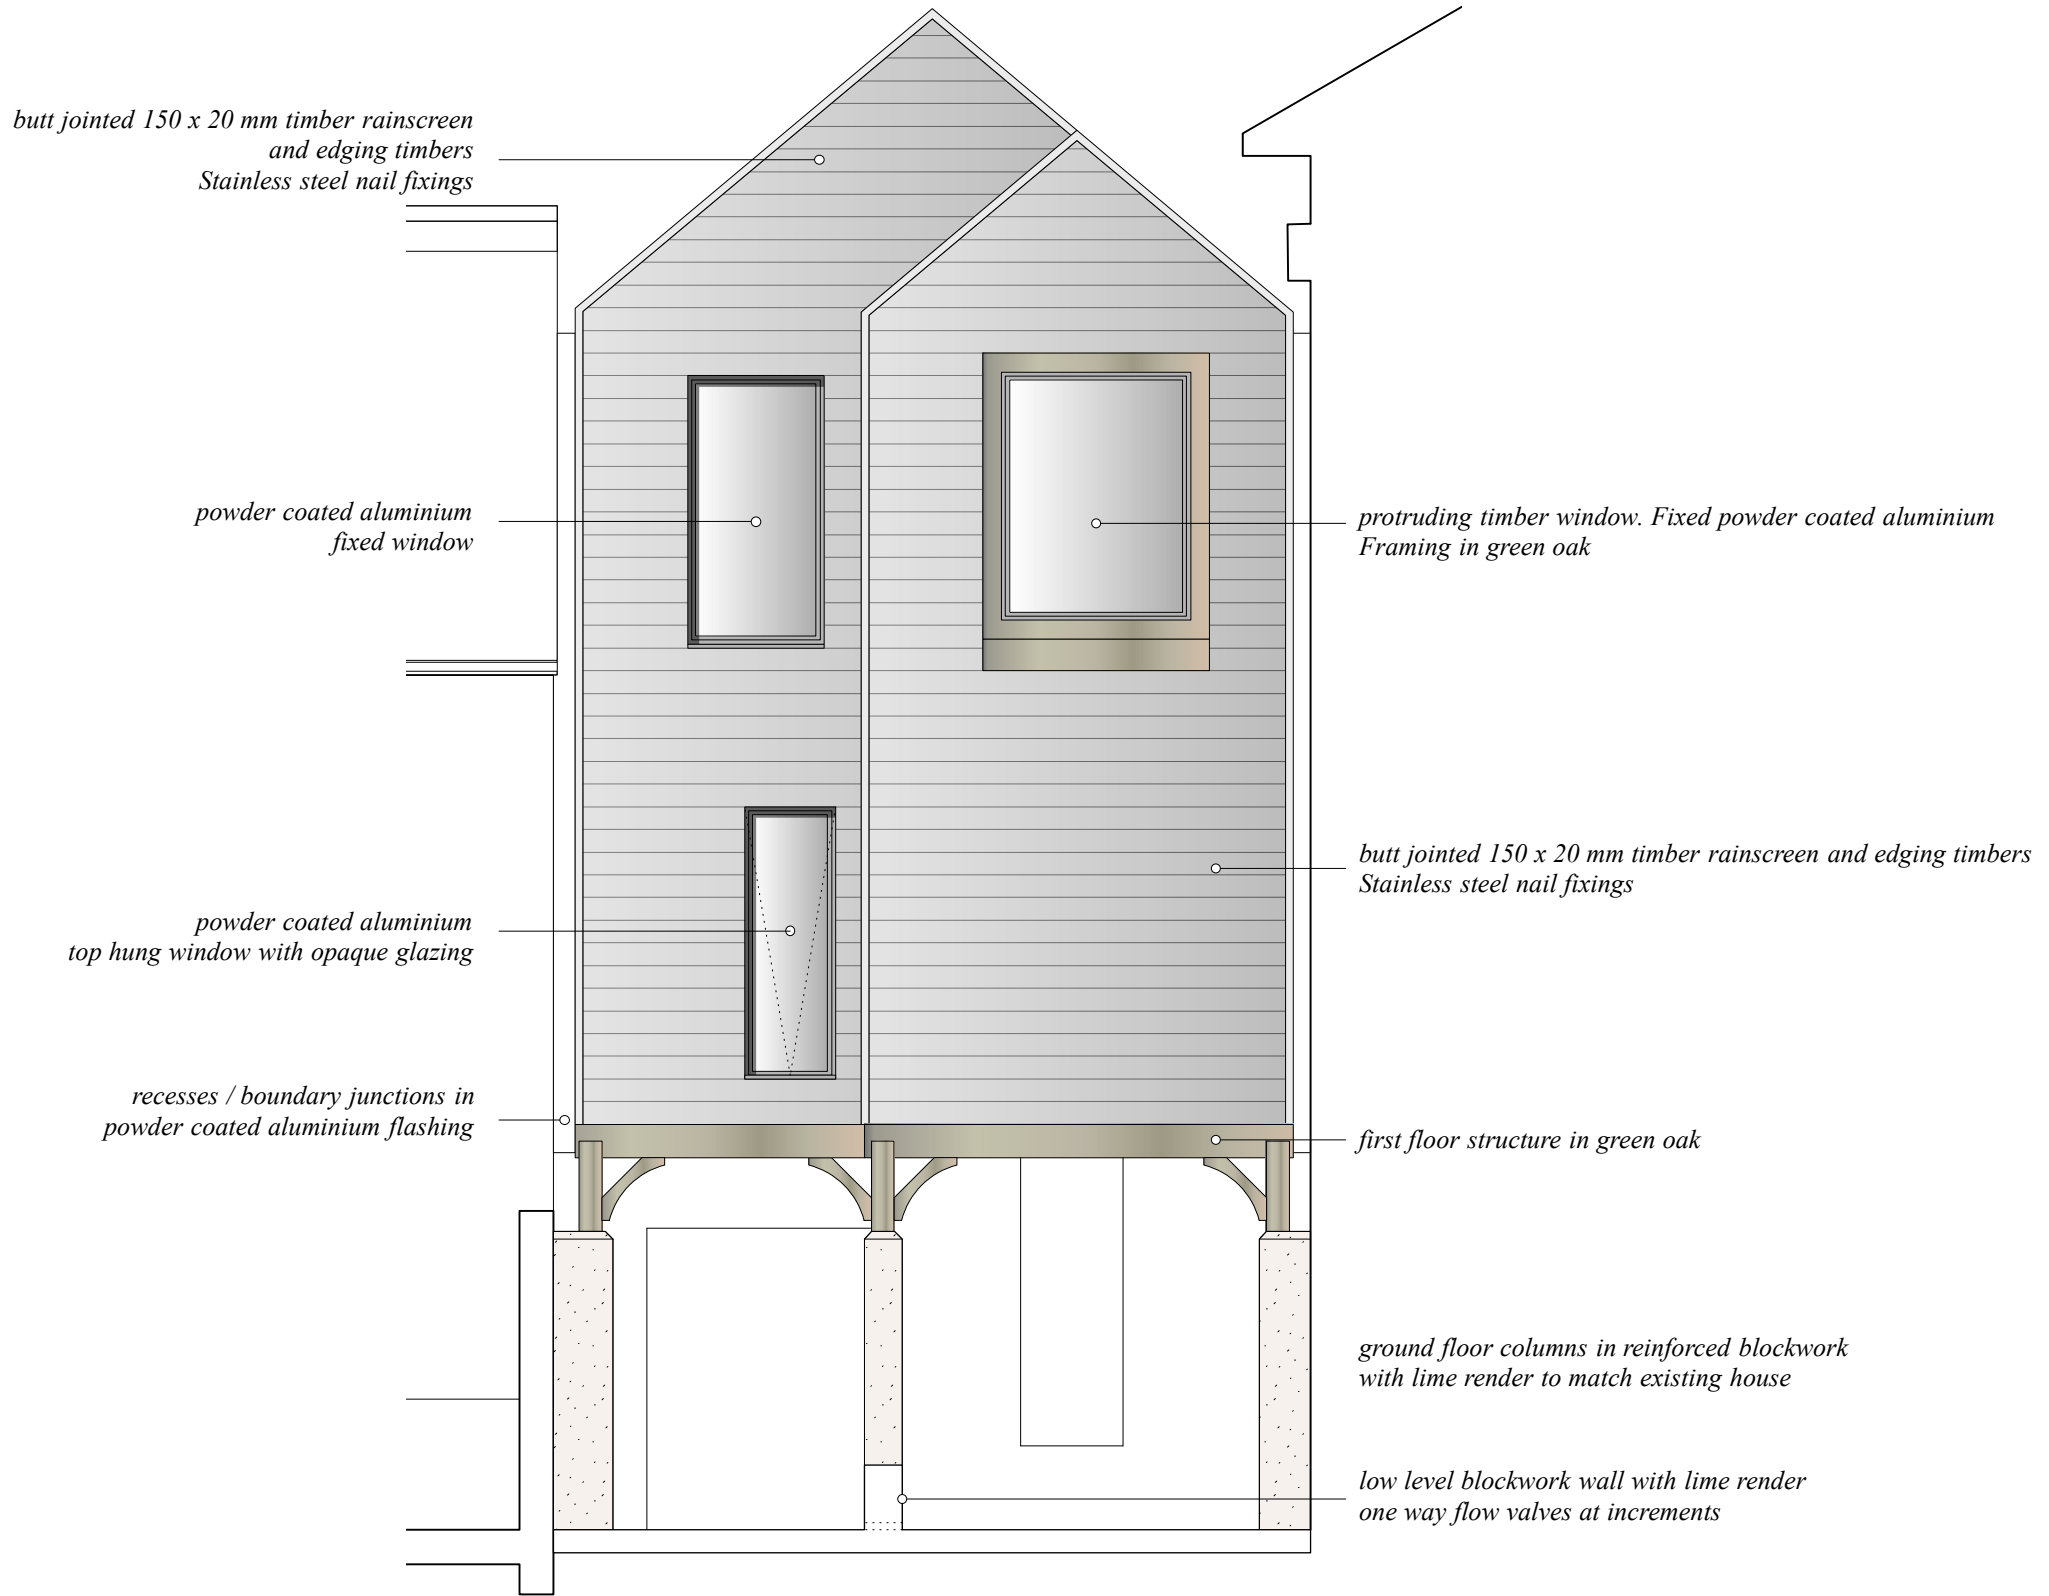 butt jointed 150 x 20 mm timber rainscreen
and edging timbers
Stainless steel nail fixings
powder coated aluminium
fixed window
powder coated aluminium
top hung window with opaque glazing
recesses / boundary junctions in
powder coated aluminium flashing
protruding timber window. Fixed powder coated aluminium
Framing in green oak
butt jointed 150 x 20 mm timber rainscreen and edging timbers
Stainless steel nail fixings
first floor structure in green oak
ground floor columns in reinforced blockwork
with lime render to match existing house
low level blockwork wall with lime render
one way flow valves at increments